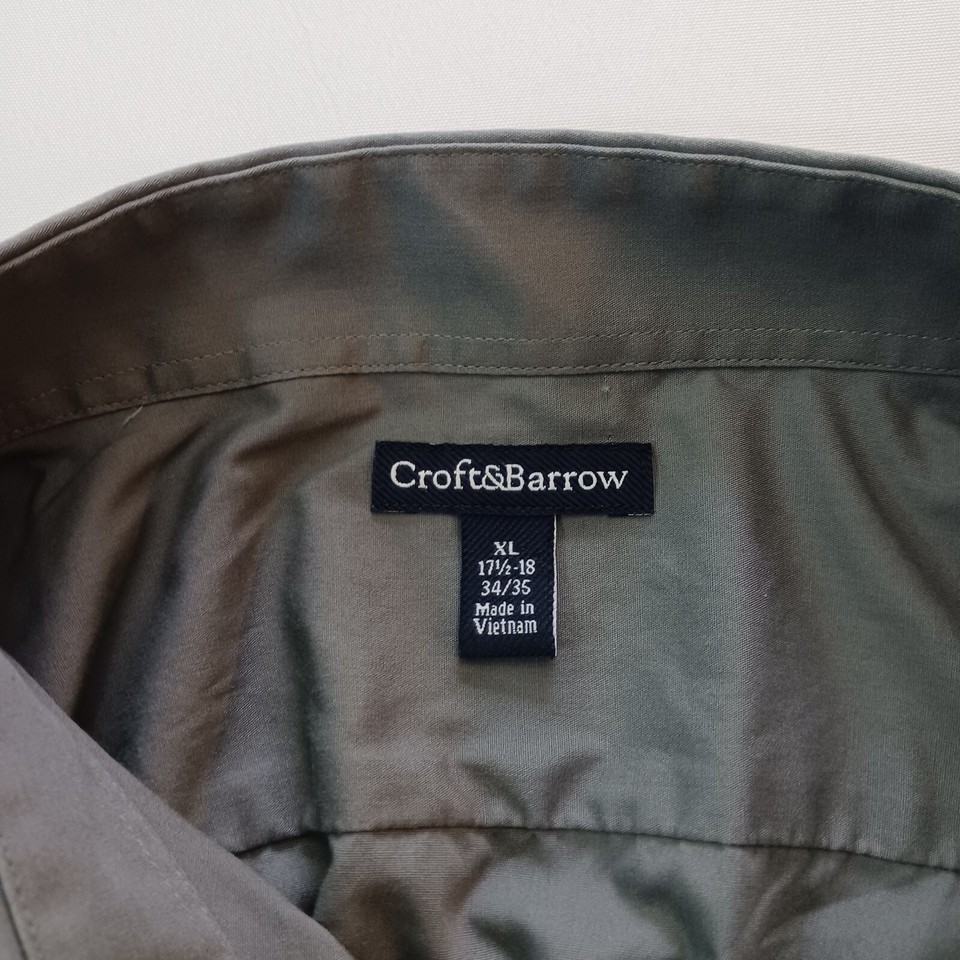 Croft&Barrow
XL
17½-18
34/35
Made in
Vietnam